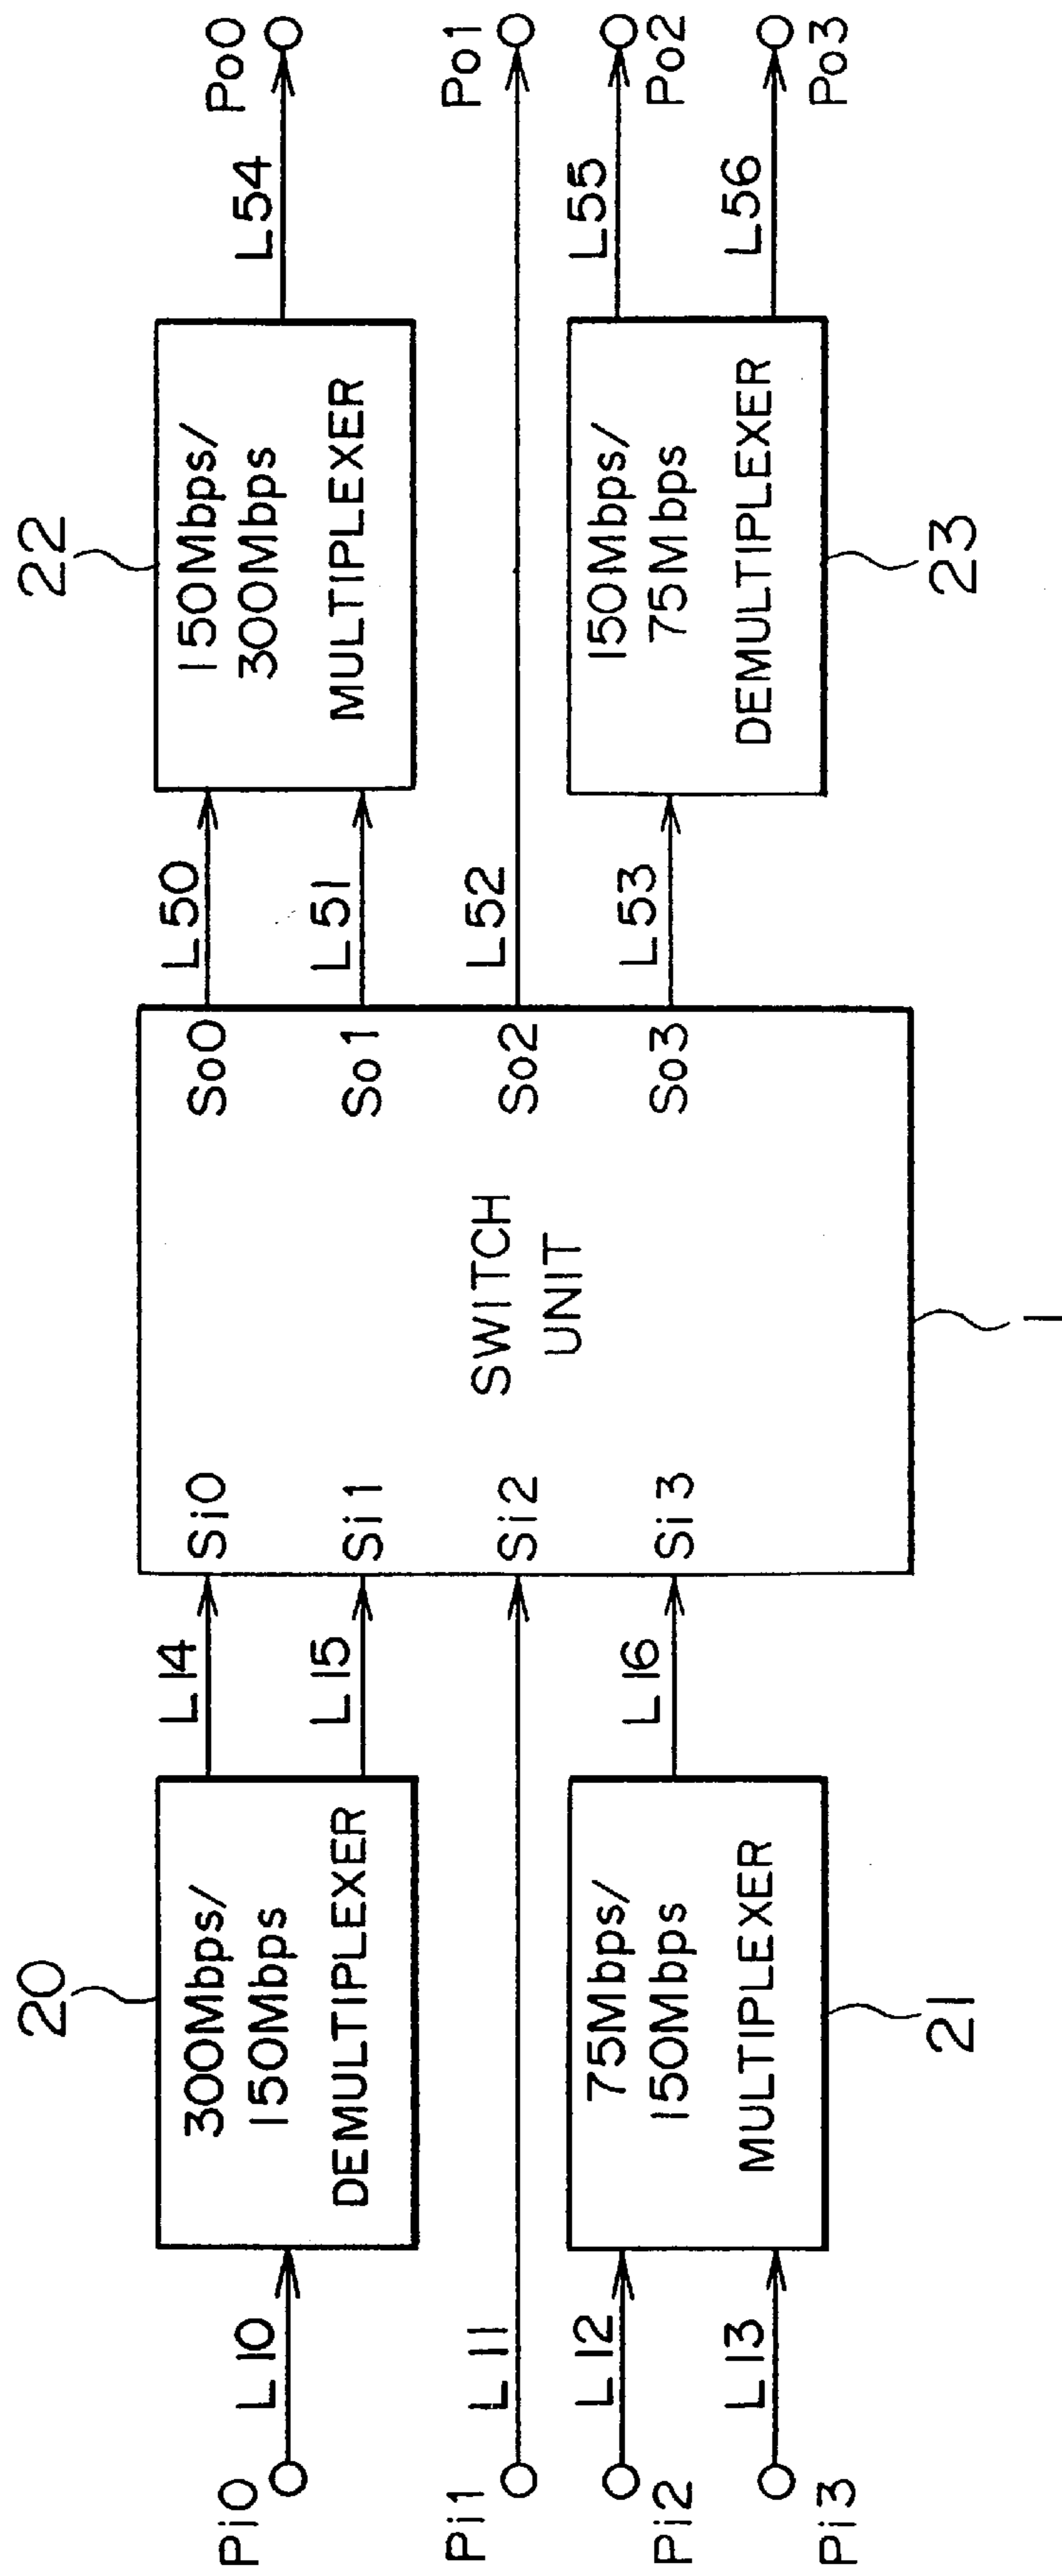 20
300Mbps/
150Mbps
DEMULTIPLEXER
Pi0
L10
L14
L15
Pi1
L11
Pi2
L12
Pi3
L13
75Mbps/
150Mbps
MULTIPLEXER
21
L16
Si0
Si1
Si2
Si3
SWITCH
UNIT
1
So0
So1
So2
So3
L50
L51
L52
L53
22
150Mbps/
300Mbps
MULTIPLEXER
L54
Po0
Po1
150Mbps/
75Mbps
DEMULTIPLEXER
23
L55
Po2
L56
Po3